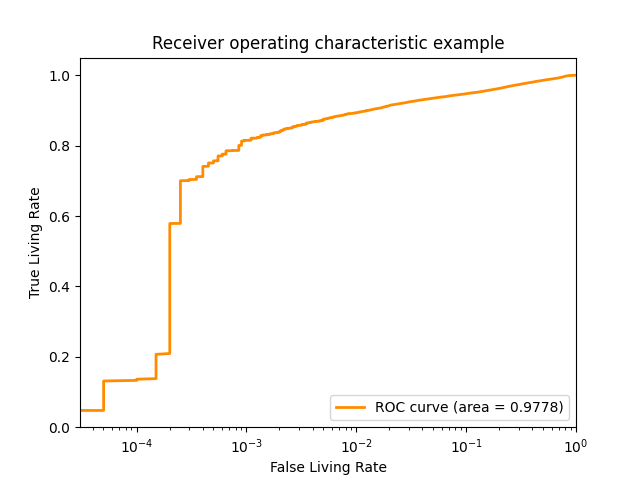 Receiver operating characteristic example
1.0
0.8
0.6
0.4
0.2
0.0
True Living Rate
ROC curve (area = 0.9778)
10⁻⁴ 10⁻³ 10⁻² 10⁻¹ 10⁰
False Living Rate